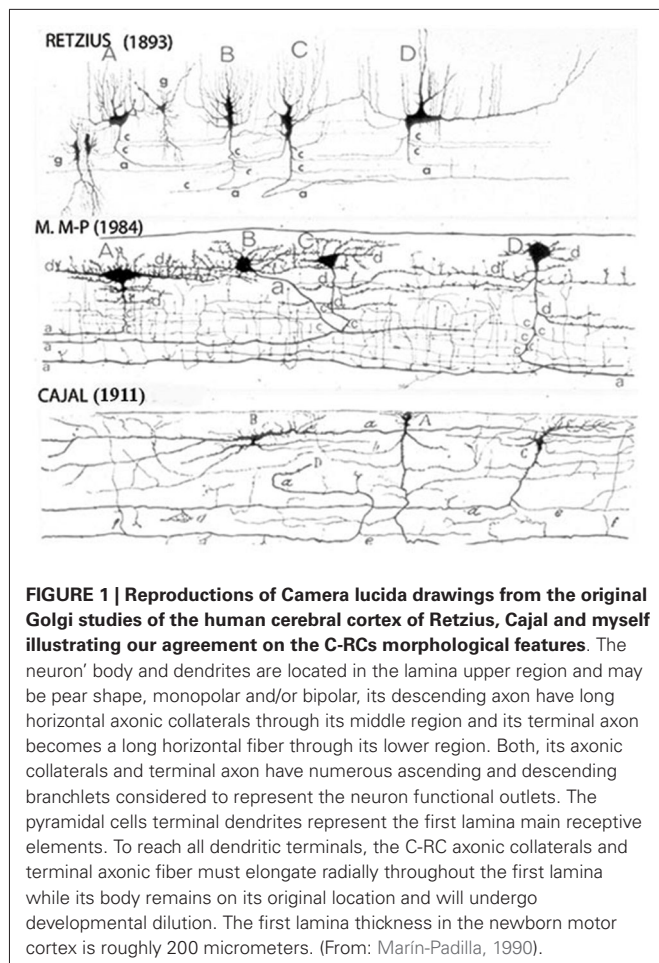 RETZIUS (1893)
A B C D
g
g
c c c c
c c c c
a c a a
c a
M. M-P (1984)
A B C D
d d d d d
a d d d
c c c c c
a
a
a a
CAJAL (1911)
B a A
b c
D
a a e
f
e
FIGURE 1 | Reproductions of Camera lucida drawings from the original
Golgi studies of the human cerebral cortex of Retzius, Cajal and myself
illustrating our agreement on the C-RCs morphological features. The
neuron' body and dendrites are located in the lamina upper region and may
be pear shape, monopolar and/or bipolar, its descending axon have long
horizontal axonic collaterals through its middle region and its terminal axon
becomes a long horizontal fiber through its lower region. Both, its axonic
collaterals and terminal axon have numerous ascending and descending
branchlets considered to represent the neuron functional outlets. The
pyramidal cells terminal dendrites represent the first lamina main receptive
elements. To reach all dendritic terminals, the C-RC axonic collaterals and
terminal axonic fiber must elongate radially throughout the first lamina
while its body remains on its original location and will undergo
developmental dilution. The first lamina thickness in the newborn motor
cortex is roughly 200 micrometers. (From: Marín-Padilla, 1990).